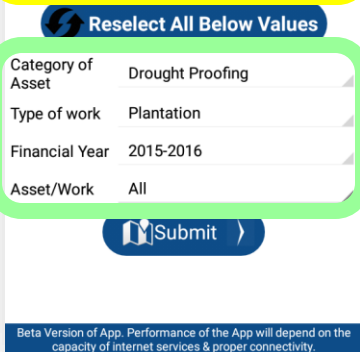 Reselect All Below Values
Category of Asset Drought Proofing
Type of work Plantation
Financial Year 2015-2016
Asset/Work All
Submit
Beta Version of App. Performance of the App will depend on the
capacity of internet services & proper connectivity.